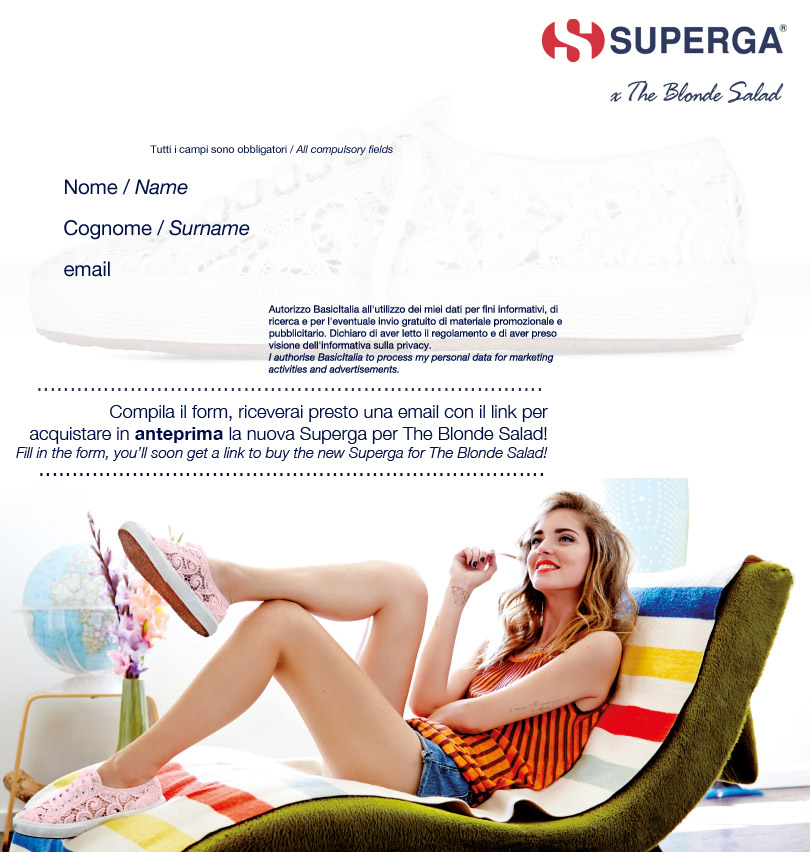 SUPERGA®
x The Blonde Salad
Tutti i campi sono obbligatori / All compulsory fields
Nome / Name
Cognome / Surname
email
Autorizzo BasicItalia all'utilizzo dei miei dati per fini informativi, di
ricerca e per l'eventuale invio gratuito di materiale promozionale e
pubblicitario. Dichiaro di aver letto il regolamento e di aver preso
visione dell'informativa sulla privacy.
I authorise BasicItalia to process my personal data for marketing
activities and advertisements.
Compila il form, riceverai presto una email con il link per
acquistare in anteprima la nuova Superga per The Blonde Salad!
Fill in the form, you'll soon get a link to buy the new Superga for The Blonde Salad!